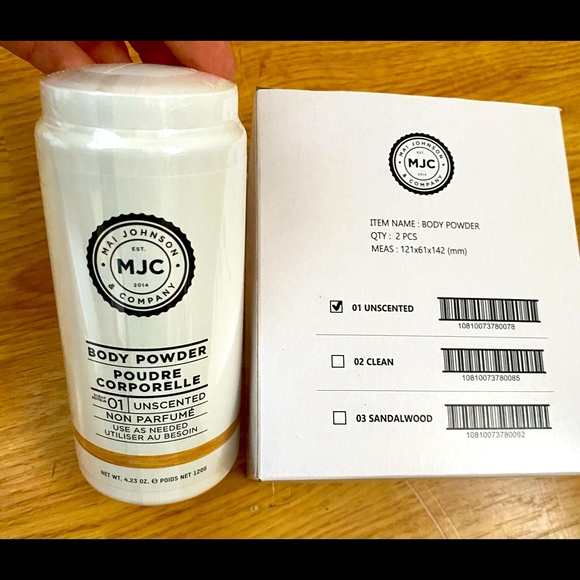 MAI JOHNSON
EST.
MJC
2014
& COMPANY
BODY POWDER
POUDRE
CORPORELLE
01 UNSCENTED
NON PARFUMÉ
USE AS NEEDED
UTILISER AU BESOIN
NET WT. 4.23 OZ. ℮ POIDS NET 120G
MAI JOHNSON
EST.
MJC
2014
& COMPANY
ITEM NAME : BODY POWDER
QTY : 2 PCS
MEAS : 121x61x142 (mm)
01 UNSCENTED
10810073780078
02 CLEAN
10810073780085
03 SANDALWOOD
10810073780092